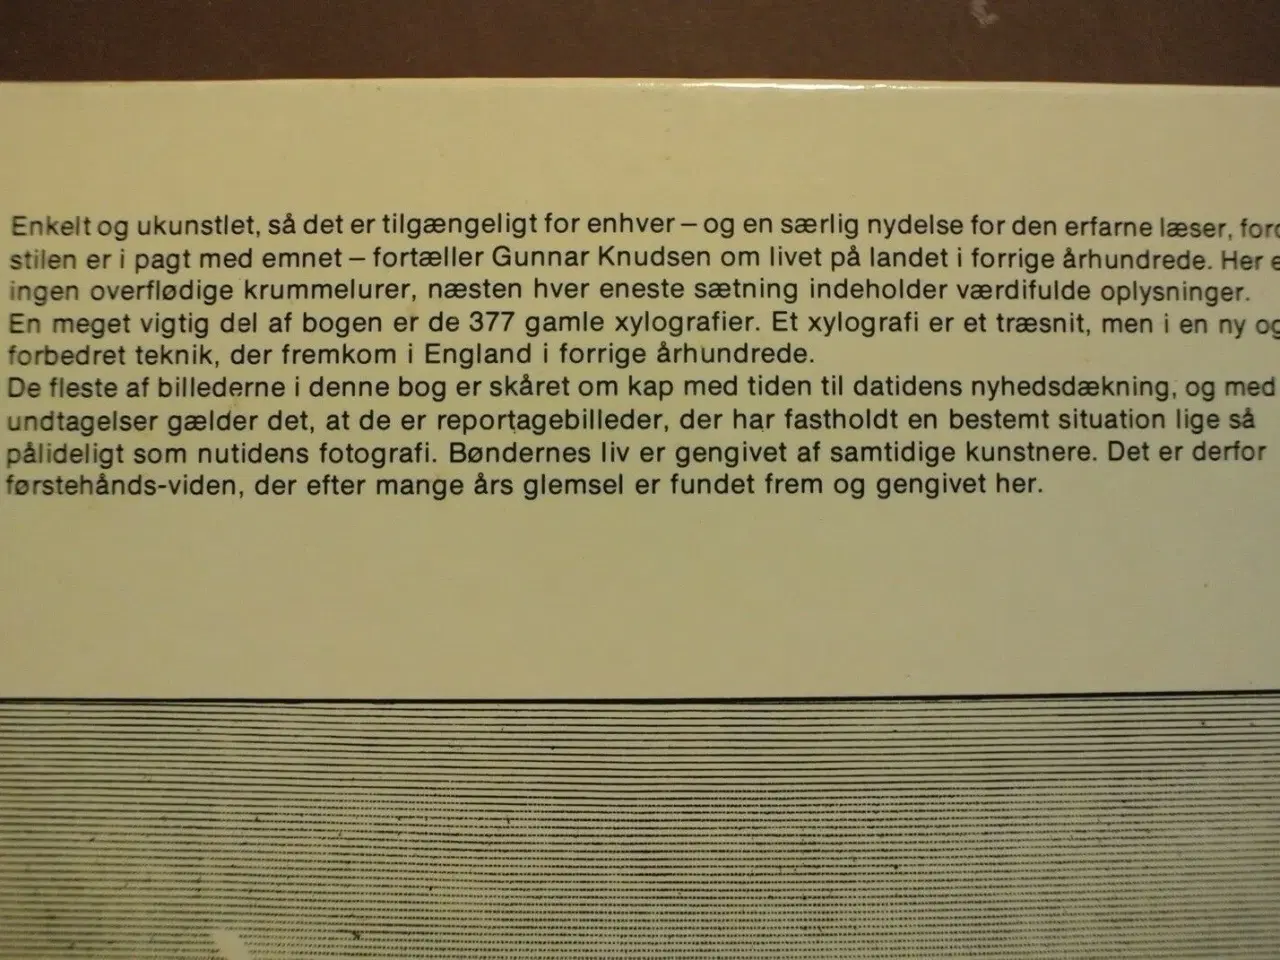 Enkelt og ukunstlet, så det er tilgængeligt for enhver – og en særlig nydelse for den erfarne læser,
stilen er i pagt med emnet – fortæller Gunnar Knudsen om livet på landet i forrige århundrede. Her
ingen overflødige krummelurer, næsten hver eneste sætning indeholder værdifulde oplysninger.
En meget vigtig del af bogen er de 377 gamle xylografier. Et xylografi er et træsnit, men i en ny og
forbedret teknik, der fremkom i England i forrige århundrede.
De fleste af billederne i denne bog er skåret om kap med tiden til datidens nyhedsdækning, og med
undtagelser gælder det, at de er reportagebilleder, der har fastholdt en bestemt situation lige så
pålideligt som nutidens fotografi. Bøndernes liv er gengivet af samtidige kunstnere. Det er derfor
førstehånds-viden, der efter mange års glemsel er fundet frem og gengivet her.